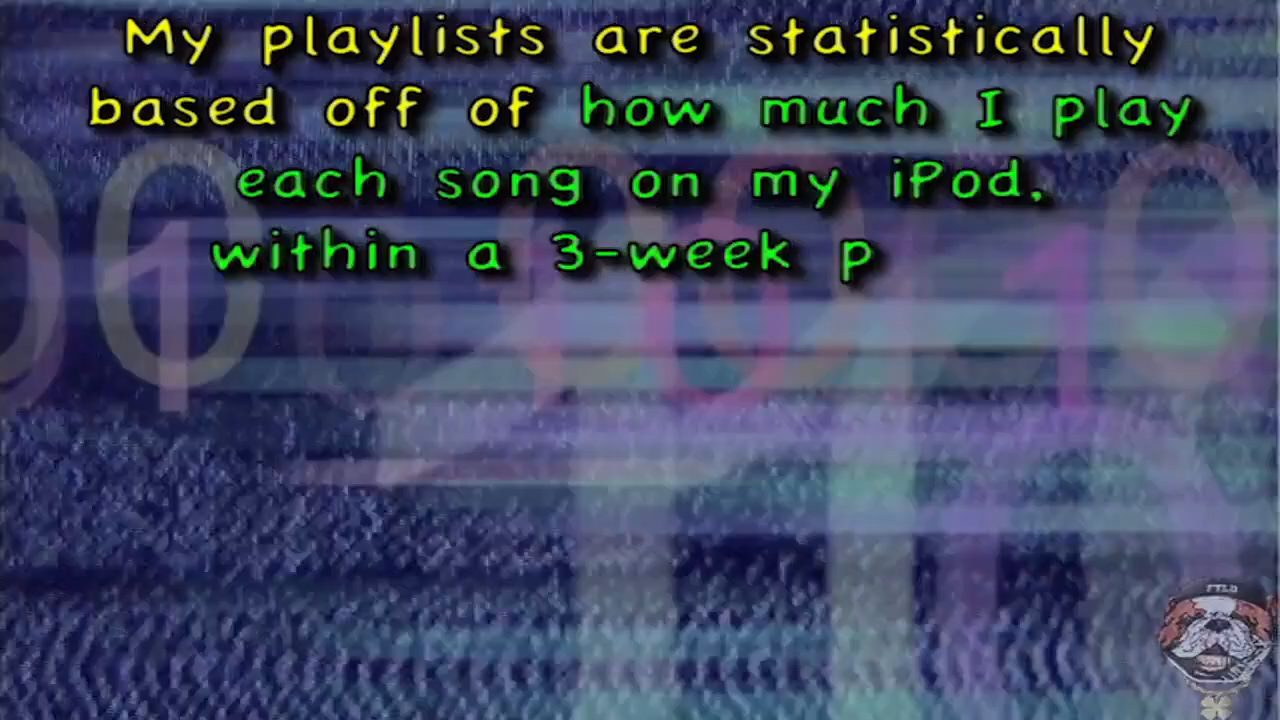 My playlists are statistically
based off of how much I play
each song on my iPod,
within a 3-week p